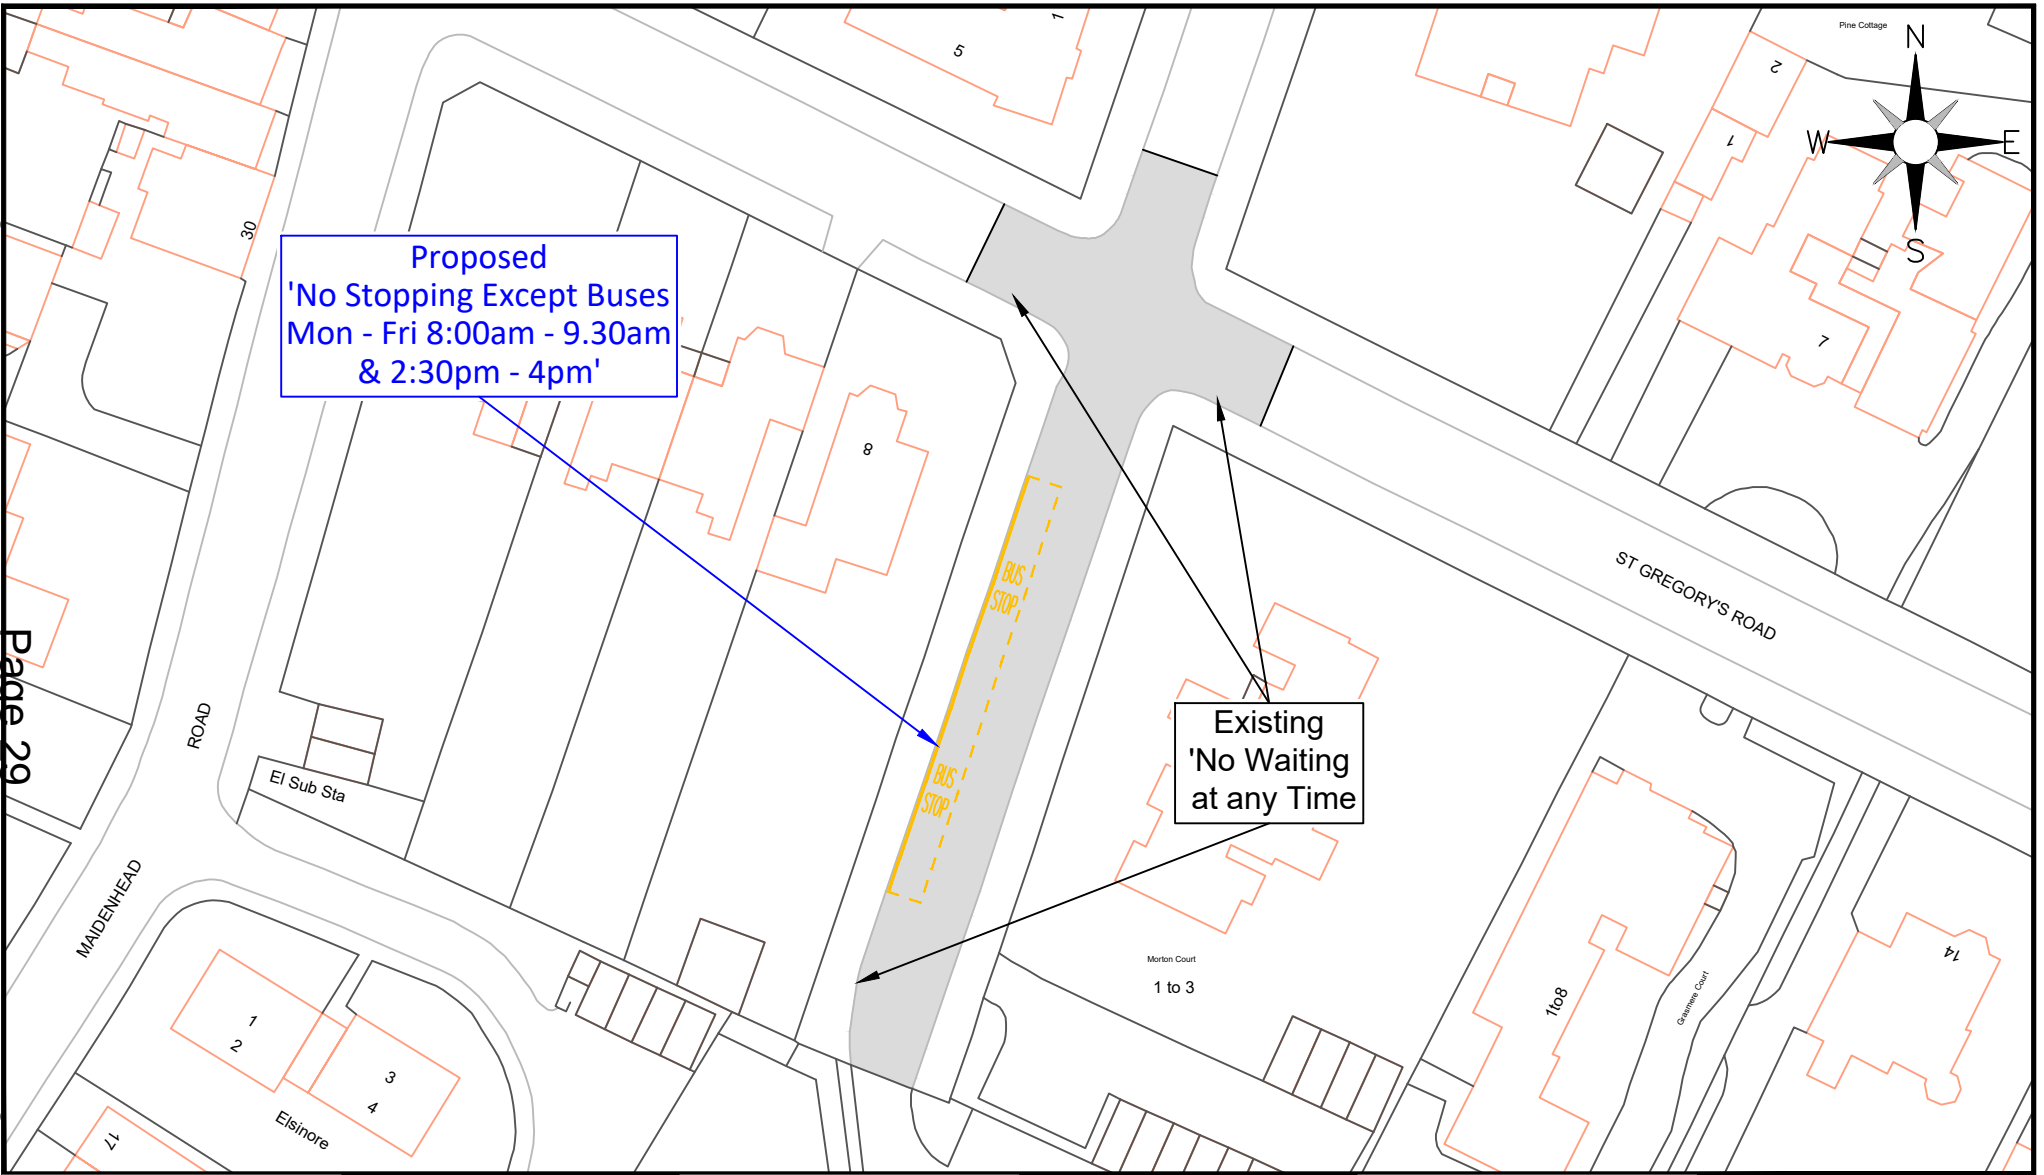 Pine Cottage
N
W
E
S
5
1
2
1
7
30
Proposed
'No Stopping Except Buses
Mon - Fri 8:00am - 9.30am
& 2:30pm - 4pm'
8
BUS
STOP
BUS
STOP
ST GREGORY'S ROAD
Existing
'No Waiting
at any Time
Page 29
ROAD
MAIDENHEAD
El Sub Sta
Morton Court
1 to 3
1to8
Grasmere Court
14
1
2
3
4
Elsinore
17